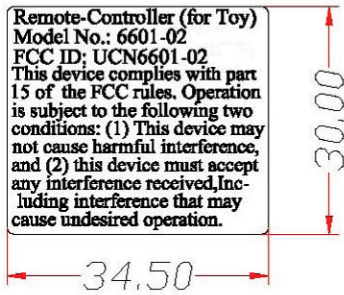 Remote-Controller (for Toy)
Model No.: 6601-02
FCC ID: UCN6601-02
This device complies with part
15 of the FCC rules. Operation
is subject to the following two
conditions: (1) This device may
not cause harmful interference,
and (2) this device must accept
any interference received,Inc-
luding interference that may
cause undesired operation.
30.00
34.50